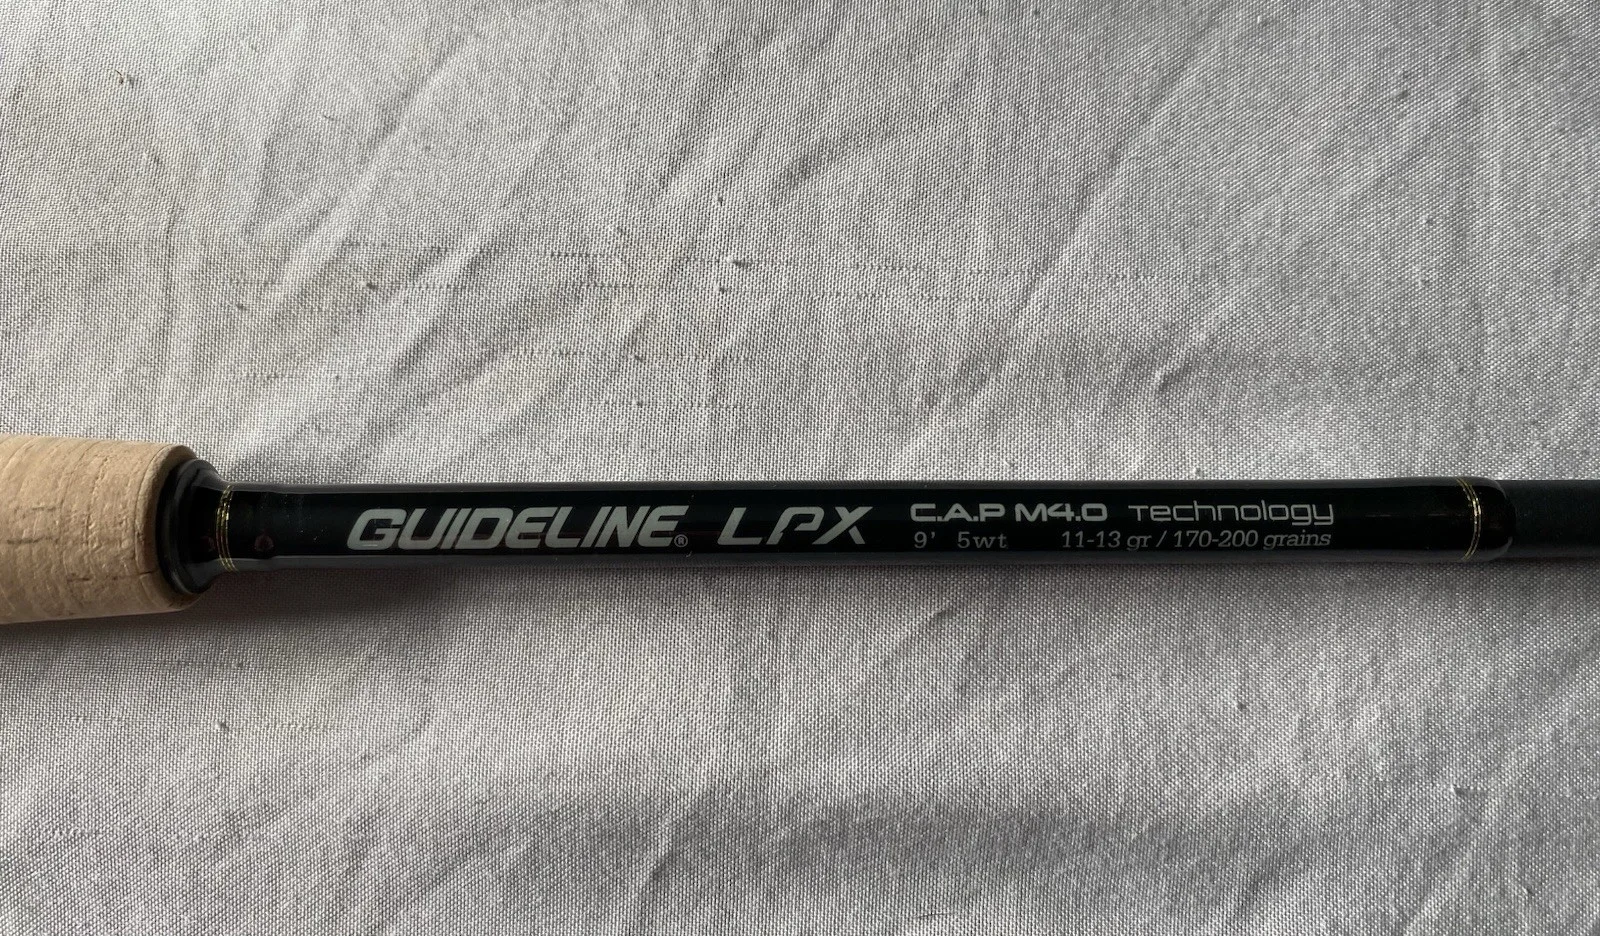 GUIDELINE® LPX C.A.P M4.0 Technology
9' 5wt 11-13 gr / 170-200 grains